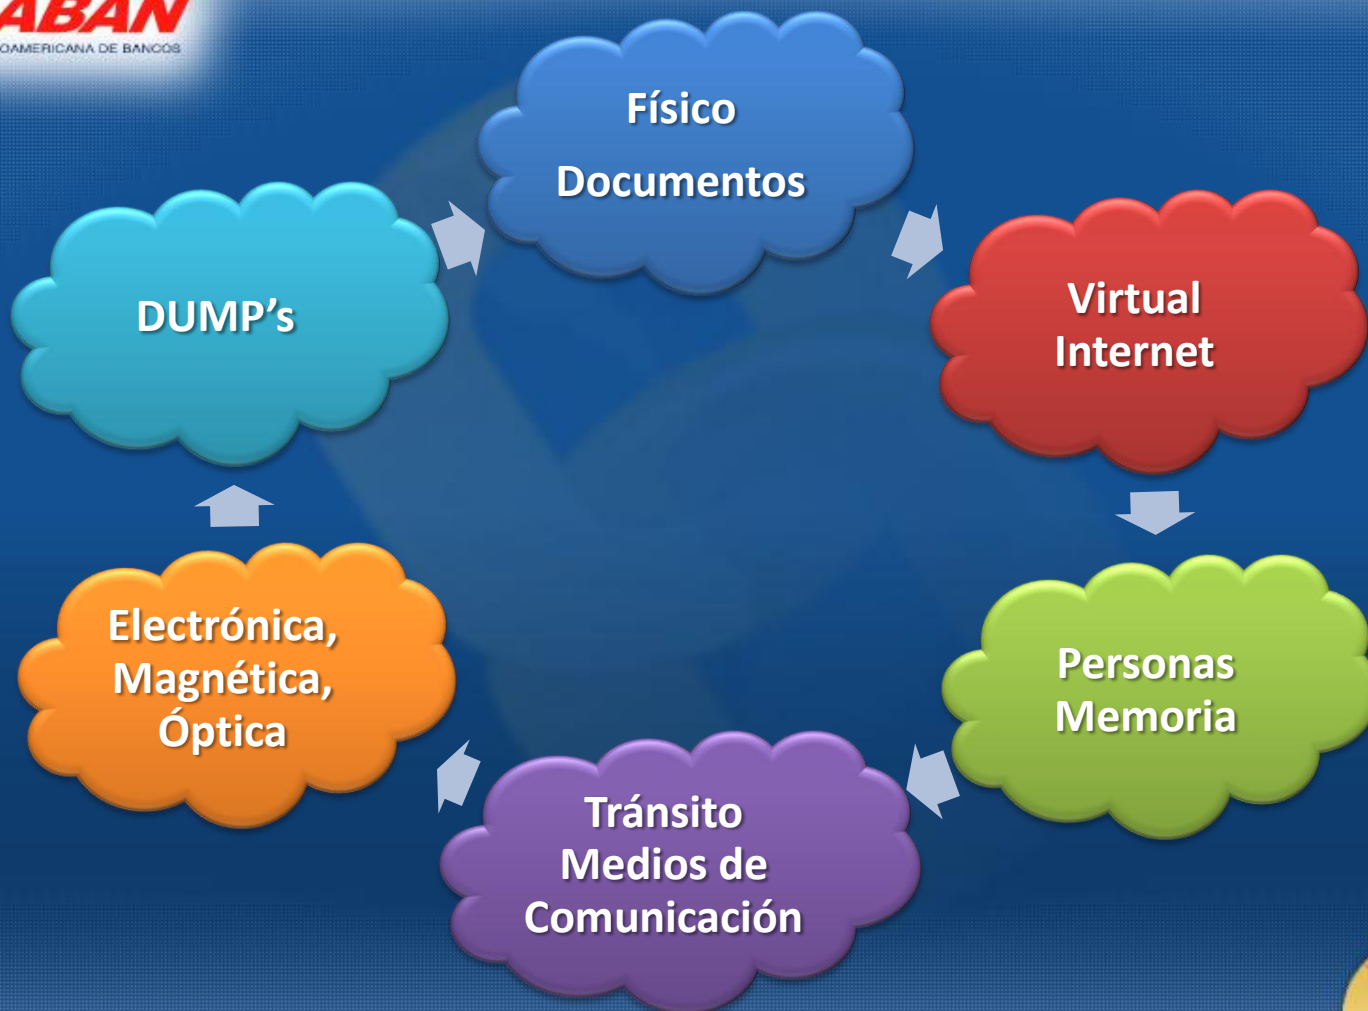 ABAN
OAMERICANA DE BANCOS
Físico
Documentos
Virtual
Internet
Personas
Memoria
Tránsito
Medios de
Comunicación
Electrónica,
Magnética,
Óptica
DUMP’s